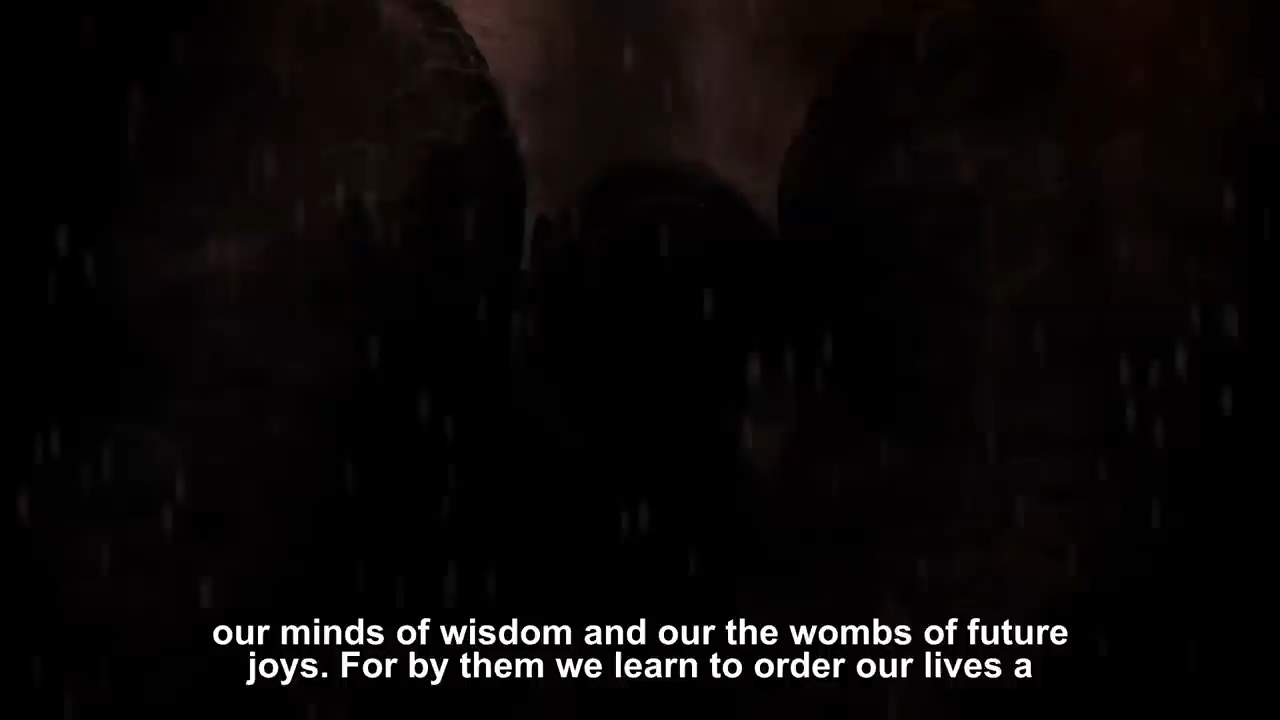 our minds of wisdom and our the wombs of future
joys. For by them we learn to order our lives a